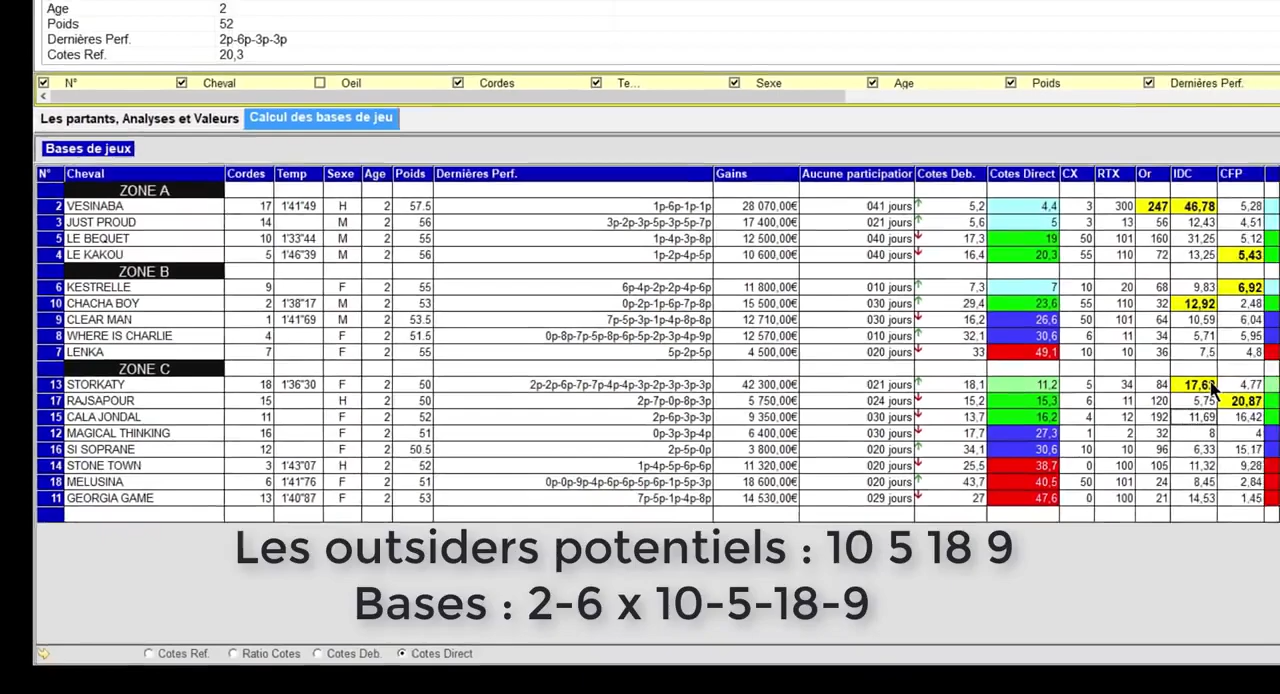 Age 2
Poids 52
Dernières Perf. 2p-6p-3p-3p
Cotes Ref. 20,3
N° Cheval Oeil Cordes Te... Sexe Age Poids Dernières Perf.
Les partants, Analyses et Valeurs Calcul des bases de jeu
Bases de jeux
N° Cheval Cordes Temp Sexe Age Poids Dernières Perf. Gains Aucune participatior Cotes Deb. Cotes Direct CX RTX Or IDC CFP
ZONE A
2 VESINABA 17 1'41"49 H 2 57.5 1p-6p-1p-1p 28 070,00€ 041 jours 5,2 4,4 3 300 247 46,78 5,28
3 JUST PROUD 14 M 2 56 3p-2p-3p-5p-3p-5p-7p 17 400,00€ 021 jours 5,6 5 3 13 56 12,43 4,51
5 LE BEQUET 10 1'33"44 M 2 55 1p-4p-3p-8p 12 500,00€ 040 jours 17,3 19 50 101 160 31,25 5,12
4 LE KAKOU 5 1'46"39 M 2 56 1p-2p-4p-5p 10 600,00€ 040 jours 16,4 20,3 55 110 72 13,25 5,43
ZONE B
6 KESTRELLE 9 F 2 55 6p-4p-2p-2p-4p-6p 11 800,00€ 010 jours 7,3 7 10 20 68 9,83 6,92
10 CHACHA BOY 2 1'38"17 M 2 53 0p-2p-1p-6p-7p-8p 15 500,00€ 030 jours 29,4 23,6 55 110 32 12,92 2,48
9 CLEAR MAN 1 1'41"69 M 2 53.5 7p-5p-3p-1p-4p-8p-8p 12 710,00€ 030 jours 16,2 26,6 50 101 64 10,59 6,04
8 WHERE IS CHARLIE 4 F 2 51.5 0p-8p-7p-5p-8p-6p-5p-2p-3p-4p-9p 12 570,00€ 010 jours 32,1 30,6 6 11 34 5,71 5,95
7 LENKA 7 F 2 55 5p-2p-5p 4 500,00€ 020 jours 33 49,1 10 10 36 7,5 4,8
ZONE C
13 STORKATY 18 1'36"30 F 2 50 2p-2p-6p-7p-7p-4p-4p-3p-2p-3p-3p-3p 42 300,00€ 021 jours 18,1 11,2 5 34 84 4,77
17 RAJSAPOUR 15 H 2 50 2p-7p-0p-8p-3p 5 750,00€ 024 jours 15,2 15,3 6 11 120 5,75 20,87
15 CALA JONDAL 11 F 2 52 2p-6p-3p-3p 9 350,00€ 030 jours 13,7 16,2 4 12 192 11,69 16,42
12 MAGICAL THINKING 16 F 2 51 0p-3p-3p-4p 6 400,00€ 030 jours 17,7 27,3 1 2 32 8 4
16 SI SOPRANE 12 F 2 50.5 2p-5p-0p 3 800,00€ 020 jours 34,1 30,6 10 10 96 6,33 15,17
14 STONE TOWN 3 1'43"07 H 2 52 1p-4p-5p-6p-6p 11 320,00€ 020 jours 25,5 38,7 0 100 105 11,32 9,28
18 MELUSINA 6 1'41"76 F 2 51 0p-0p-9p-4p-6p-6p-5p-6p-1p-5p-3p 18 600,00€ 020 jours 43,7 40,5 50 101 24 8,45 2,84
11 GEORGIA GAME 13 1'40"87 F 2 53 7p-5p-1p-4p-8p 14 530,00€ 029 jours 27 47,6 0 100 21 14,53 1,45
Les outsiders potentiels : 10 5 18 9
Bases : 2-6 x 10-5-18-9
Cotes Ref. Ratio Cotes Cotes Deb. Cotes Direct